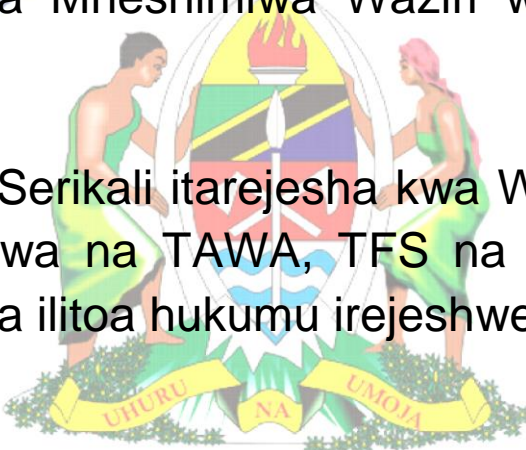 a Mheshimiwa Waziri w
Serikali itarejesha kwa W
wa na TAWA, TFS na
a ilitoa hukumu irejeshwe
UHURU NA UMOJA